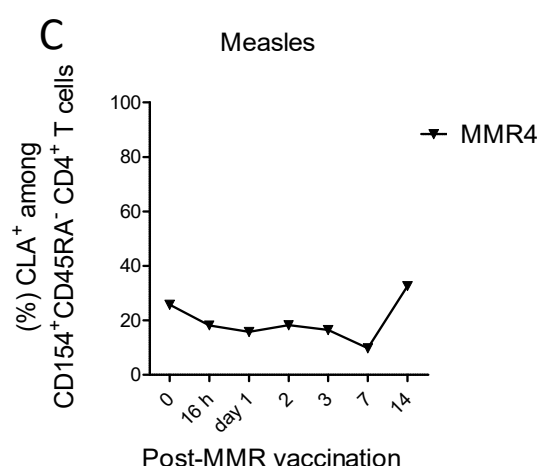 C
Measles
(%) CLA⁺ among
CD154⁺CD45RA⁻ CD4⁺ T cells
100
80
60
40
20
0
MMR4
0
16 h
day 1
2
3
7
14
Post-MMR vaccination